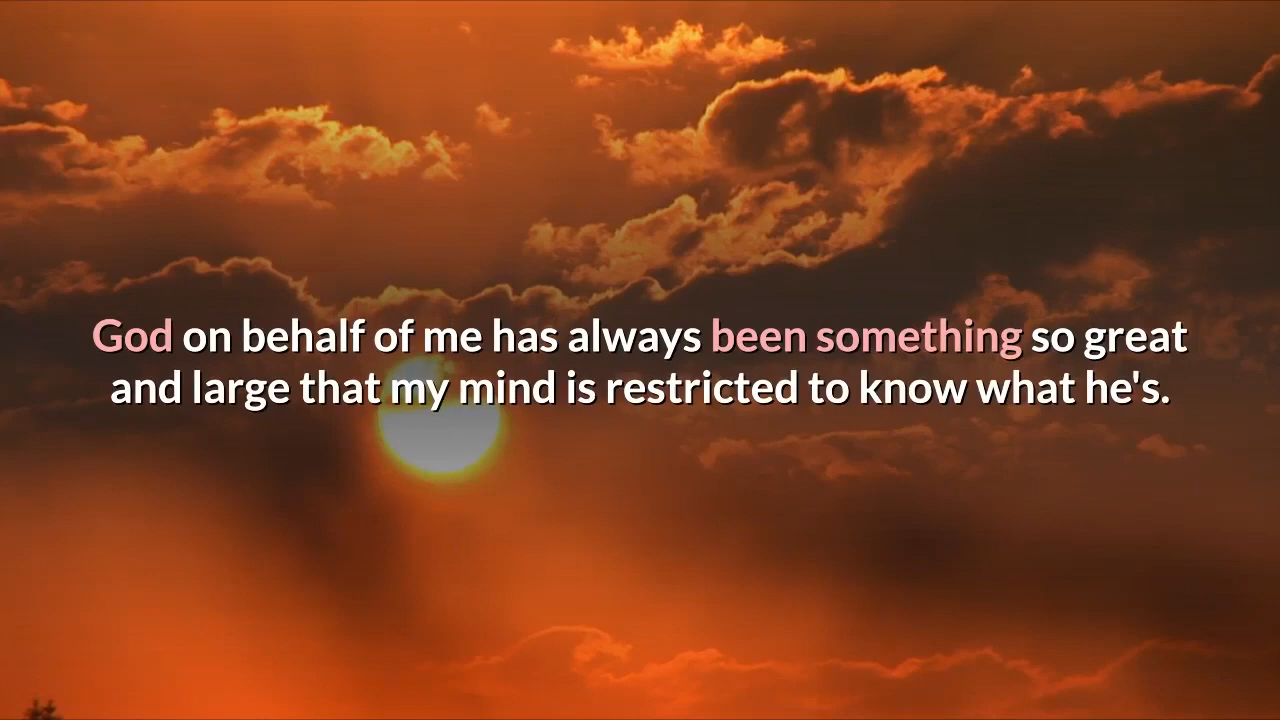 God on behalf of me has always been something so great
and large that my mind is restricted to know what he's.